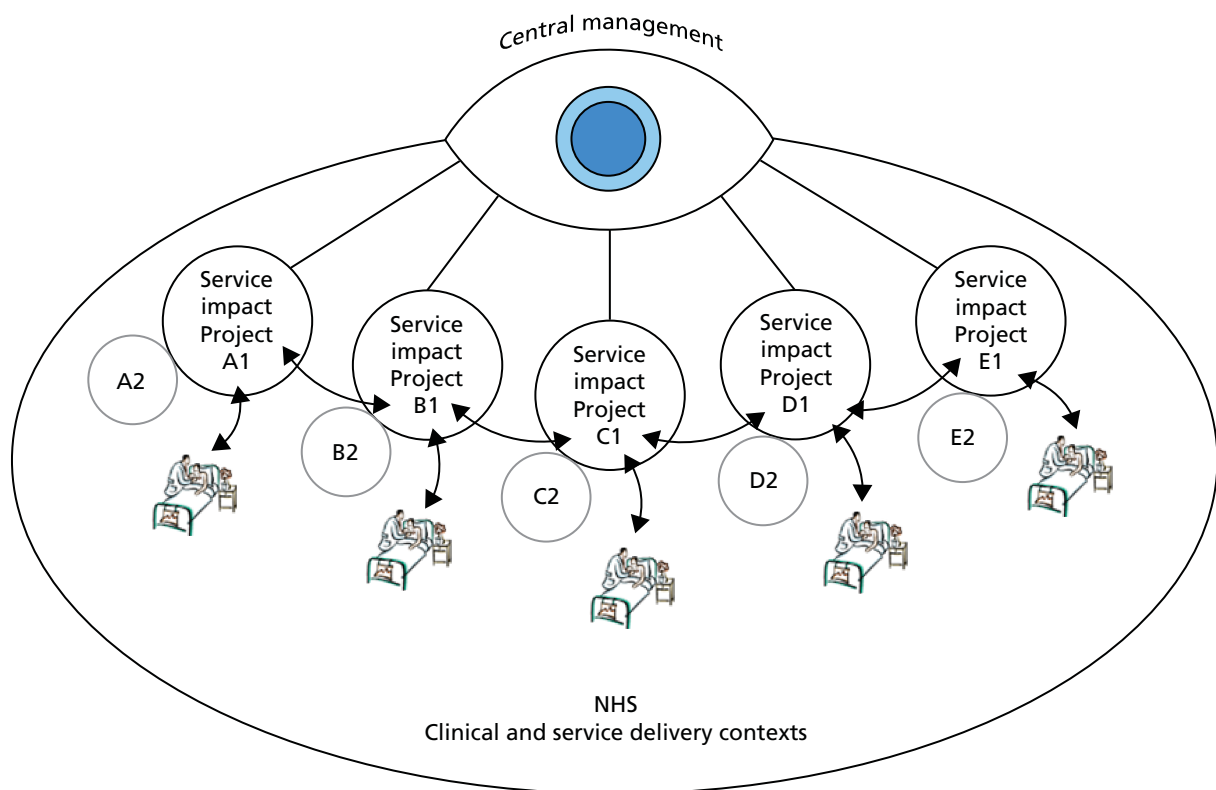 Central management
Service
impact
Project
A1
A2
Service
impact
Project
B1
B2
Service
impact
Project
C1
C2
Service
impact
Project
D1
D2
Service
impact
Project
E1
E2
NHS
Clinical and service delivery contexts